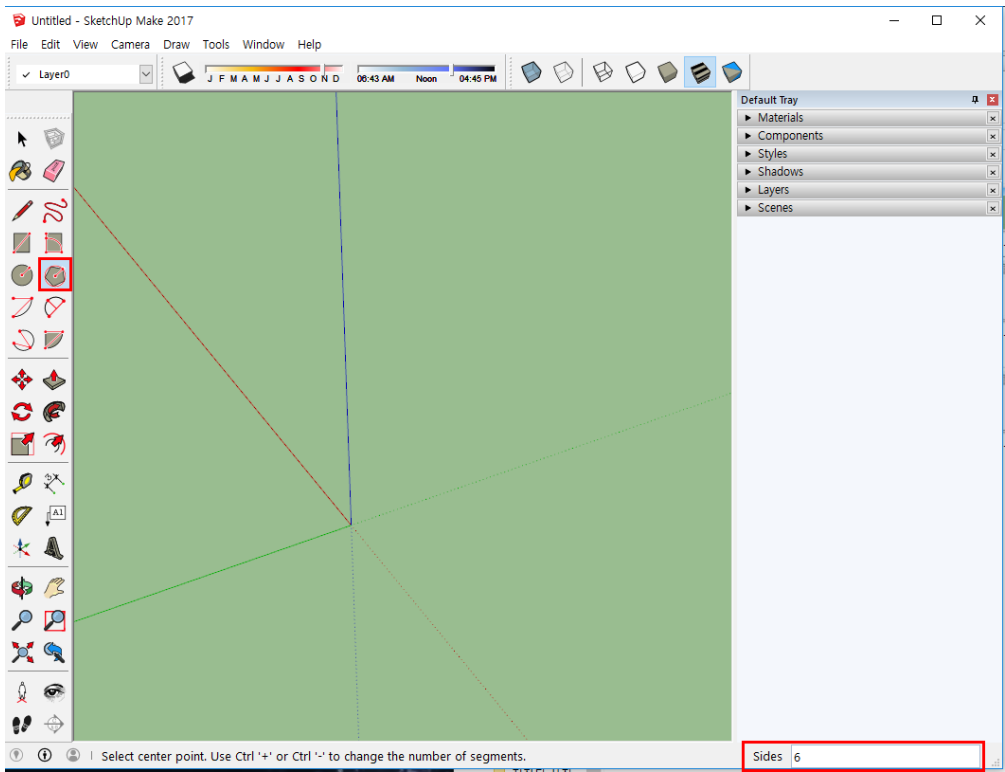 Untitled - SketchUp Make 2017
File Edit View Camera Draw Tools Window Help
Layer0
J F M A M J J A S O N D
06:43 AM Noon 04:45 PM
Default Tray
Materials
Components
Styles
Shadows
Layers
Scenes
A1
Select center point. Use Ctrl '+' or Ctrl '-' to change the number of segments.
Sides 6